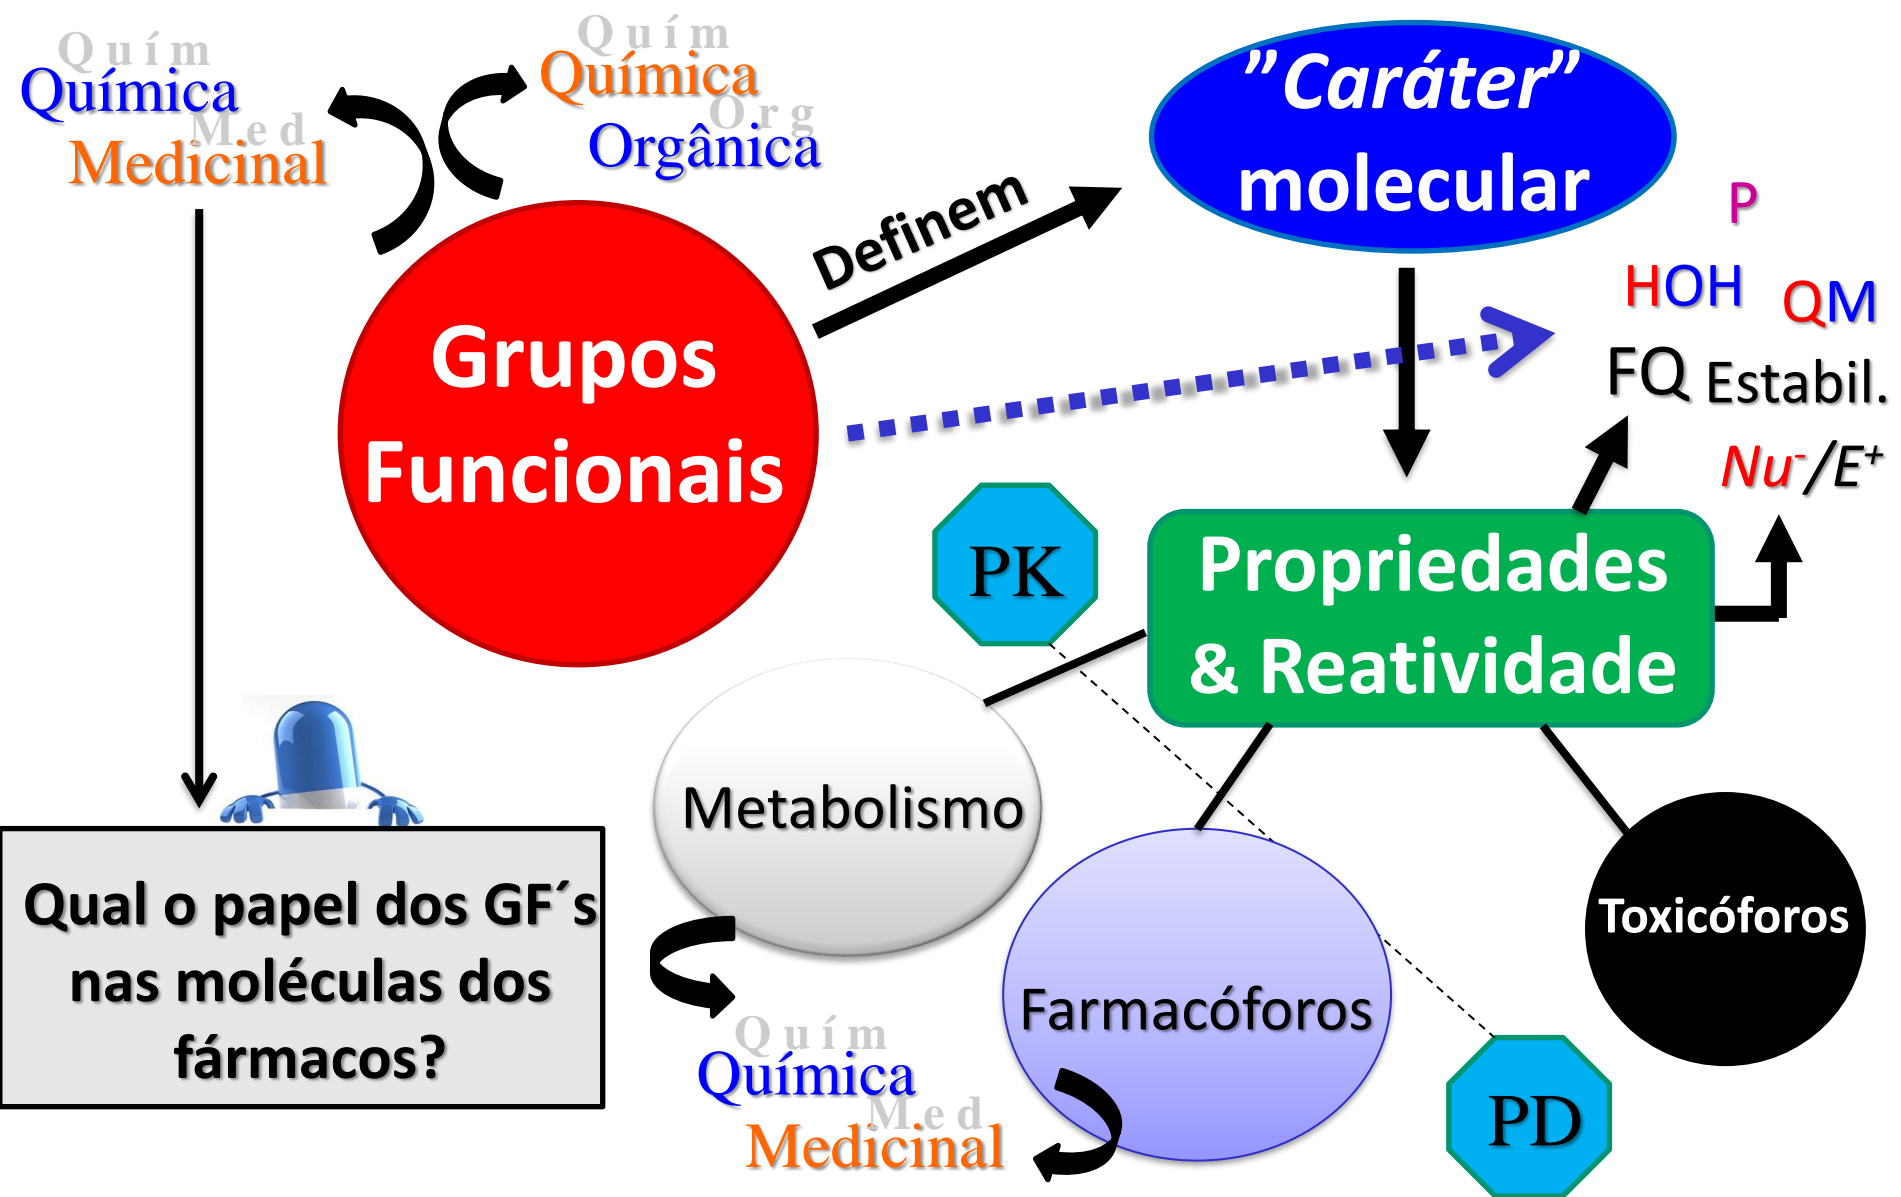 Quím
Química
Med
Medicinal
Quím
Química
Org
Orgânica
Definem
”Caráter”
molecular
P
HOH
QM
FQ
Estabil.
Nu-/E+
Grupos
Funcionais
PK
Propriedades
& Reatividade
Metabolismo
Qual o papel dos GF´s
nas moléculas dos
fármacos?
Toxicóforos
Farmacóforos
Quím
Química
Med
Medicinal
PD